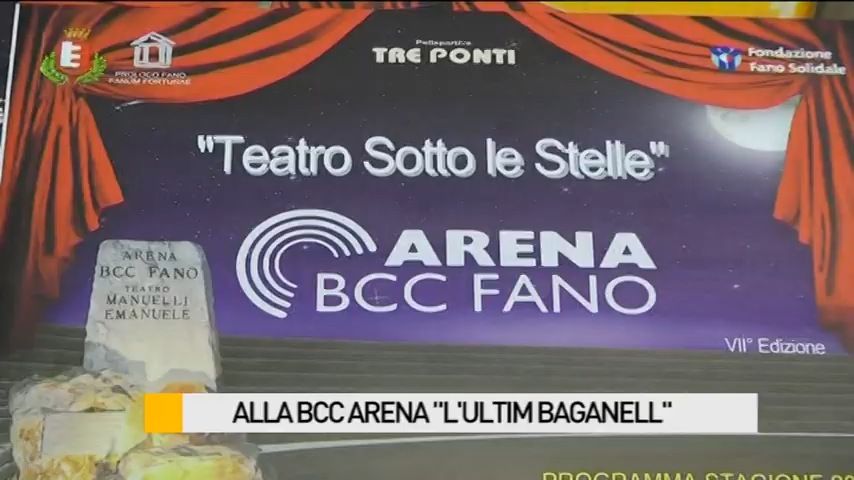 Polisportiva
TRE PONTI
PROLOCO FANO
FANUM FORTUNAE
Fondazione
Fano Solidale
"Teatro Sotto le Stelle"
ARENA
BCC FANO
ARENA
BCC FANO
TEATRO
MANUELLI
EMANUELE
VII° Edizione
ALLA BCC ARENA "L'ULTIM BAGANELL"
PROGRAMMA STAGIONE